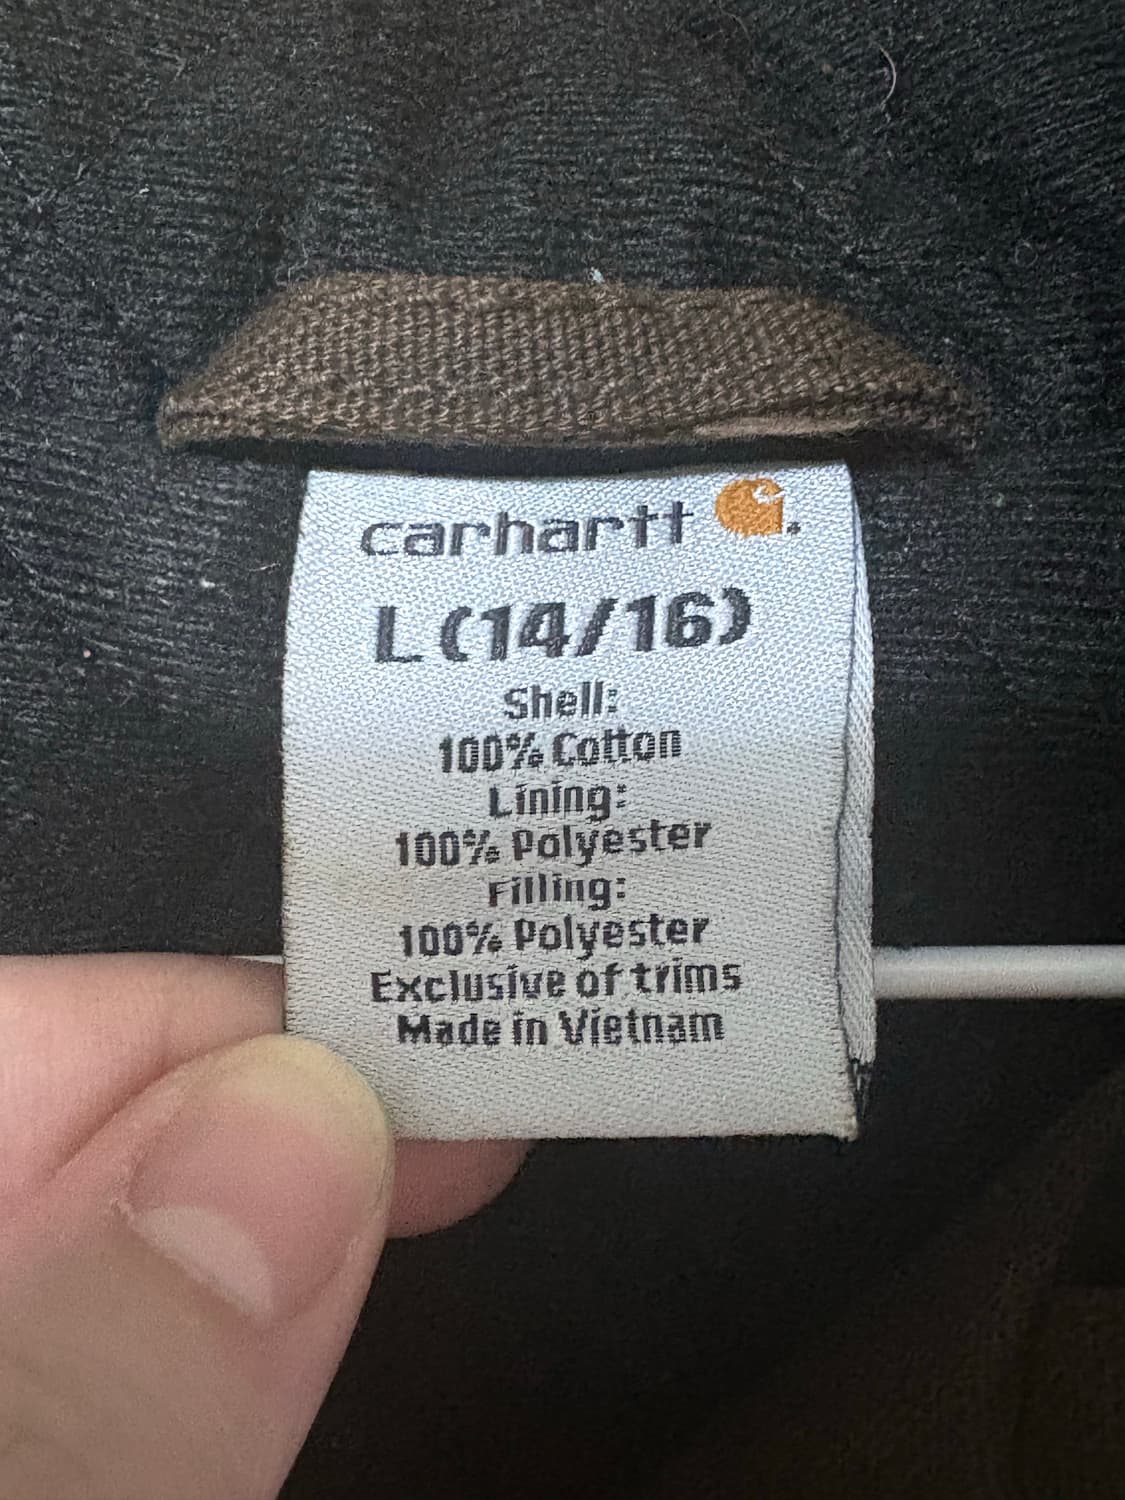 carhartt
L (14/16)
Shell:
100% Cotton
Lining:
100% Polyester
Filling:
100% Polyester
Exclusive of trims
Made in Vietnam